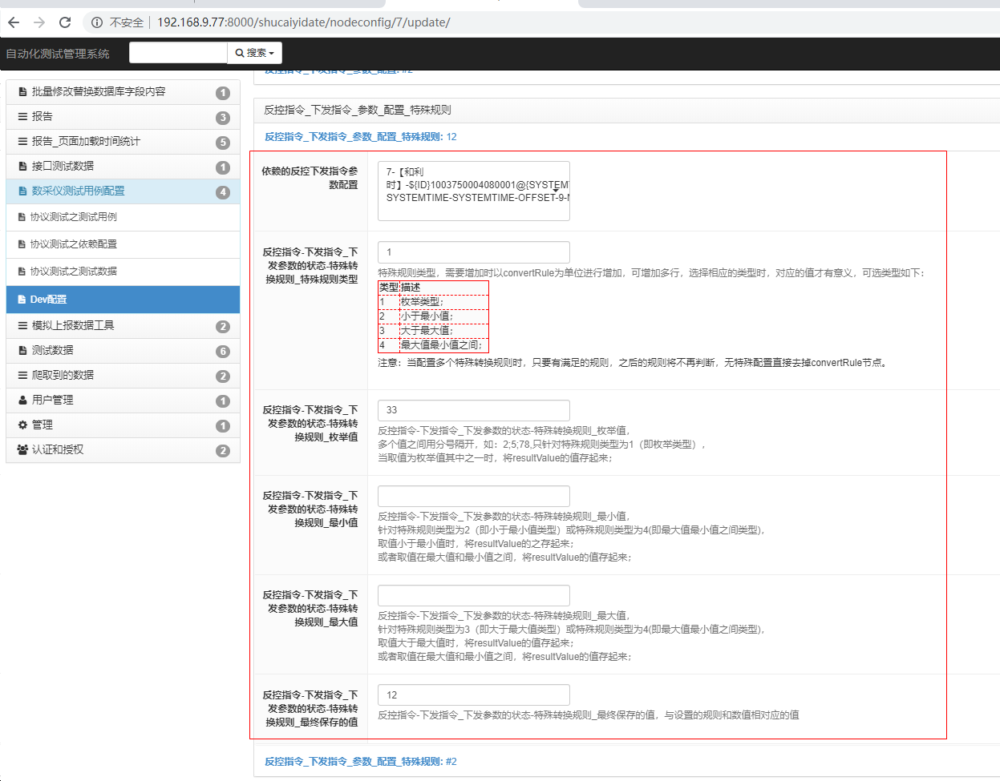 不安全 192.168.9.77:8000/shucaiyidate/nodeconfig/7/update/
自动化测试管理系统
搜索
批量修改替换数据库字段内容 1
报告 3
报告_页面加载时间统计 5
接口测试数据 1
数采仪测试用例配置 4
协议测试之测试用例
协议测试之依赖配置
协议测试之测试数据
Dev配置
模拟上报数据工具 2
测试数据 6
爬取到的数据 2
用户管理 1
管理 1
认证和授权 2
反控指令_下发指令_参数_配置: #2
反控指令_下发指令_参数_配置_特殊规则
反控指令_下发指令_参数_配置_特殊规则: 12
依赖的反控下发指令参
数配置
7-【和利
时】-${ID}1003750004080001@{SYSTEM
SYSTEMTIME-SYSTEMTIME-OFFSET-9-
反控指令-下发指令_下
发参数的状态-特殊转
换规则_特殊规则类型
1
特殊规则类型，需要增加时以convertRule为单位进行增加，可增加多行，选择相应的类型时，对应的值才有意义，可选类型如下：
类型 描述
1 枚举类型；
2 小于最小值；
3 大于最大值；
4 最大值最小值之间；
注意：当配置多个特殊转换规则时，只要有满足的规则，之后的规则将不再判断，无特殊配置直接去掉convertRule节点。
反控指令-下发指令_下
发参数的状态-特殊转
换规则_枚举值
33
反控指令-下发指令_下发参数的状态-特殊转换规则_枚举值，
多个值之间用分号隔开，如：2;5;78,只针对特殊规则类型为1（即枚举类型），
当取值为枚举值其中之一时，将resultValue的值存起来；
反控指令-下发指令_下
发参数的状态-特殊转
换规则_最小值
反控指令-下发指令_下发参数的状态-特殊转换规则_最小值，
针对特殊规则类型为2（即小于最小值类型）或特殊规则类型为4(即最大值最小值之间类型)，
取值小于最小值时，将resultValue的之存起来；
或者取值在最大值和最小值之间，将resultValue的值存起来；
反控指令-下发指令_下
发参数的状态-特殊转
换规则_最大值
反控指令-下发指令_下发参数的状态-特殊转换规则_最大值，
针对特殊规则类型为3（即大于最大值类型）或特殊规则类型为4(即最大值最小值之间类型)，
取值大于最大值时，将resultValue的值存起来；
或者取值在最大值和最小值之间，将resultValue的值存起来；
反控指令-下发指令_下
发参数的状态-特殊转
换规则_最终保存的值
12
反控指令-下发指令_下发参数的状态-特殊转换规则_最终保存的值，与设置的规则和数值相对应的值
反控指令_下发指令_参数_配置_特殊规则: #2